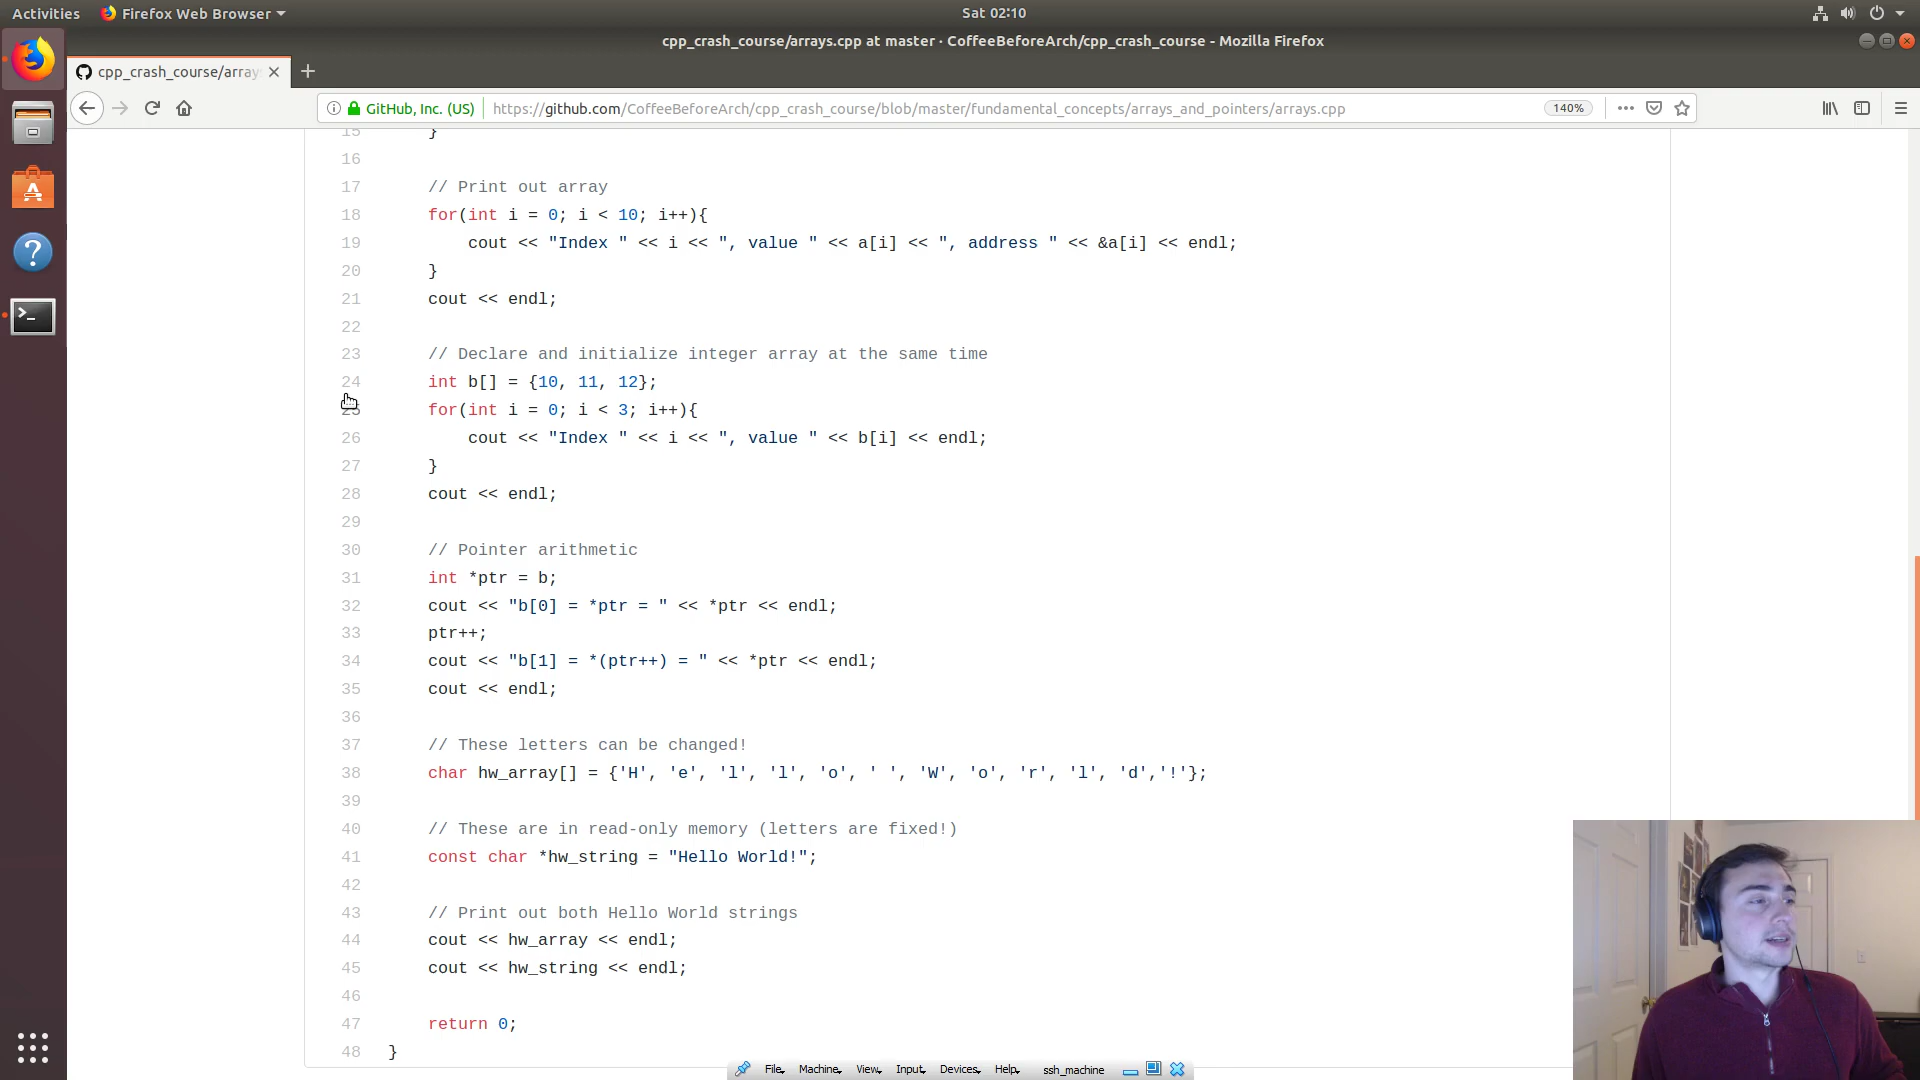 Activities
Firefox Web Browser
Sat 02:10
cpp_crash_course/arrays.cpp at master · CoffeeBeforeArch/cpp_crash_course - Mozilla Firefox
cpp_crash_course/array
GitHub, Inc. (US)
https://github.com/CoffeeBeforeArch/cpp_crash_course/blob/master/fundamental_concepts/arrays_and_pointers/arrays.cpp
140%
15 }
16
17 // Print out array
18 for(int i = 0; i < 10; i++){
19 cout << "Index " << i << ", value " << a[i] << ", address " << &a[i] << endl;
20 }
21 cout << endl;
22
23 // Declare and initialize integer array at the same time
24 int b[] = {10, 11, 12};
25 for(int i = 0; i < 3; i++){
26 cout << "Index " << i << ", value " << b[i] << endl;
27 }
28 cout << endl;
29
30 // Pointer arithmetic
31 int *ptr = b;
32 cout << "b[0] = *ptr = " << *ptr << endl;
33 ptr++;
34 cout << "b[1] = *(ptr++) = " << *ptr << endl;
35 cout << endl;
36
37 // These letters can be changed!
38 char hw_array[] = {'H', 'e', 'l', 'l', 'o', ' ', 'W', 'o', 'r', 'l', 'd','!'};
39
40 // These are in read-only memory (letters are fixed!)
41 const char *hw_string = "Hello World!";
42
43 // Print out both Hello World strings
44 cout << hw_array << endl;
45 cout << hw_string << endl;
46
47 return 0;
48 }
File Machine View Input Devices Help ssh_machine